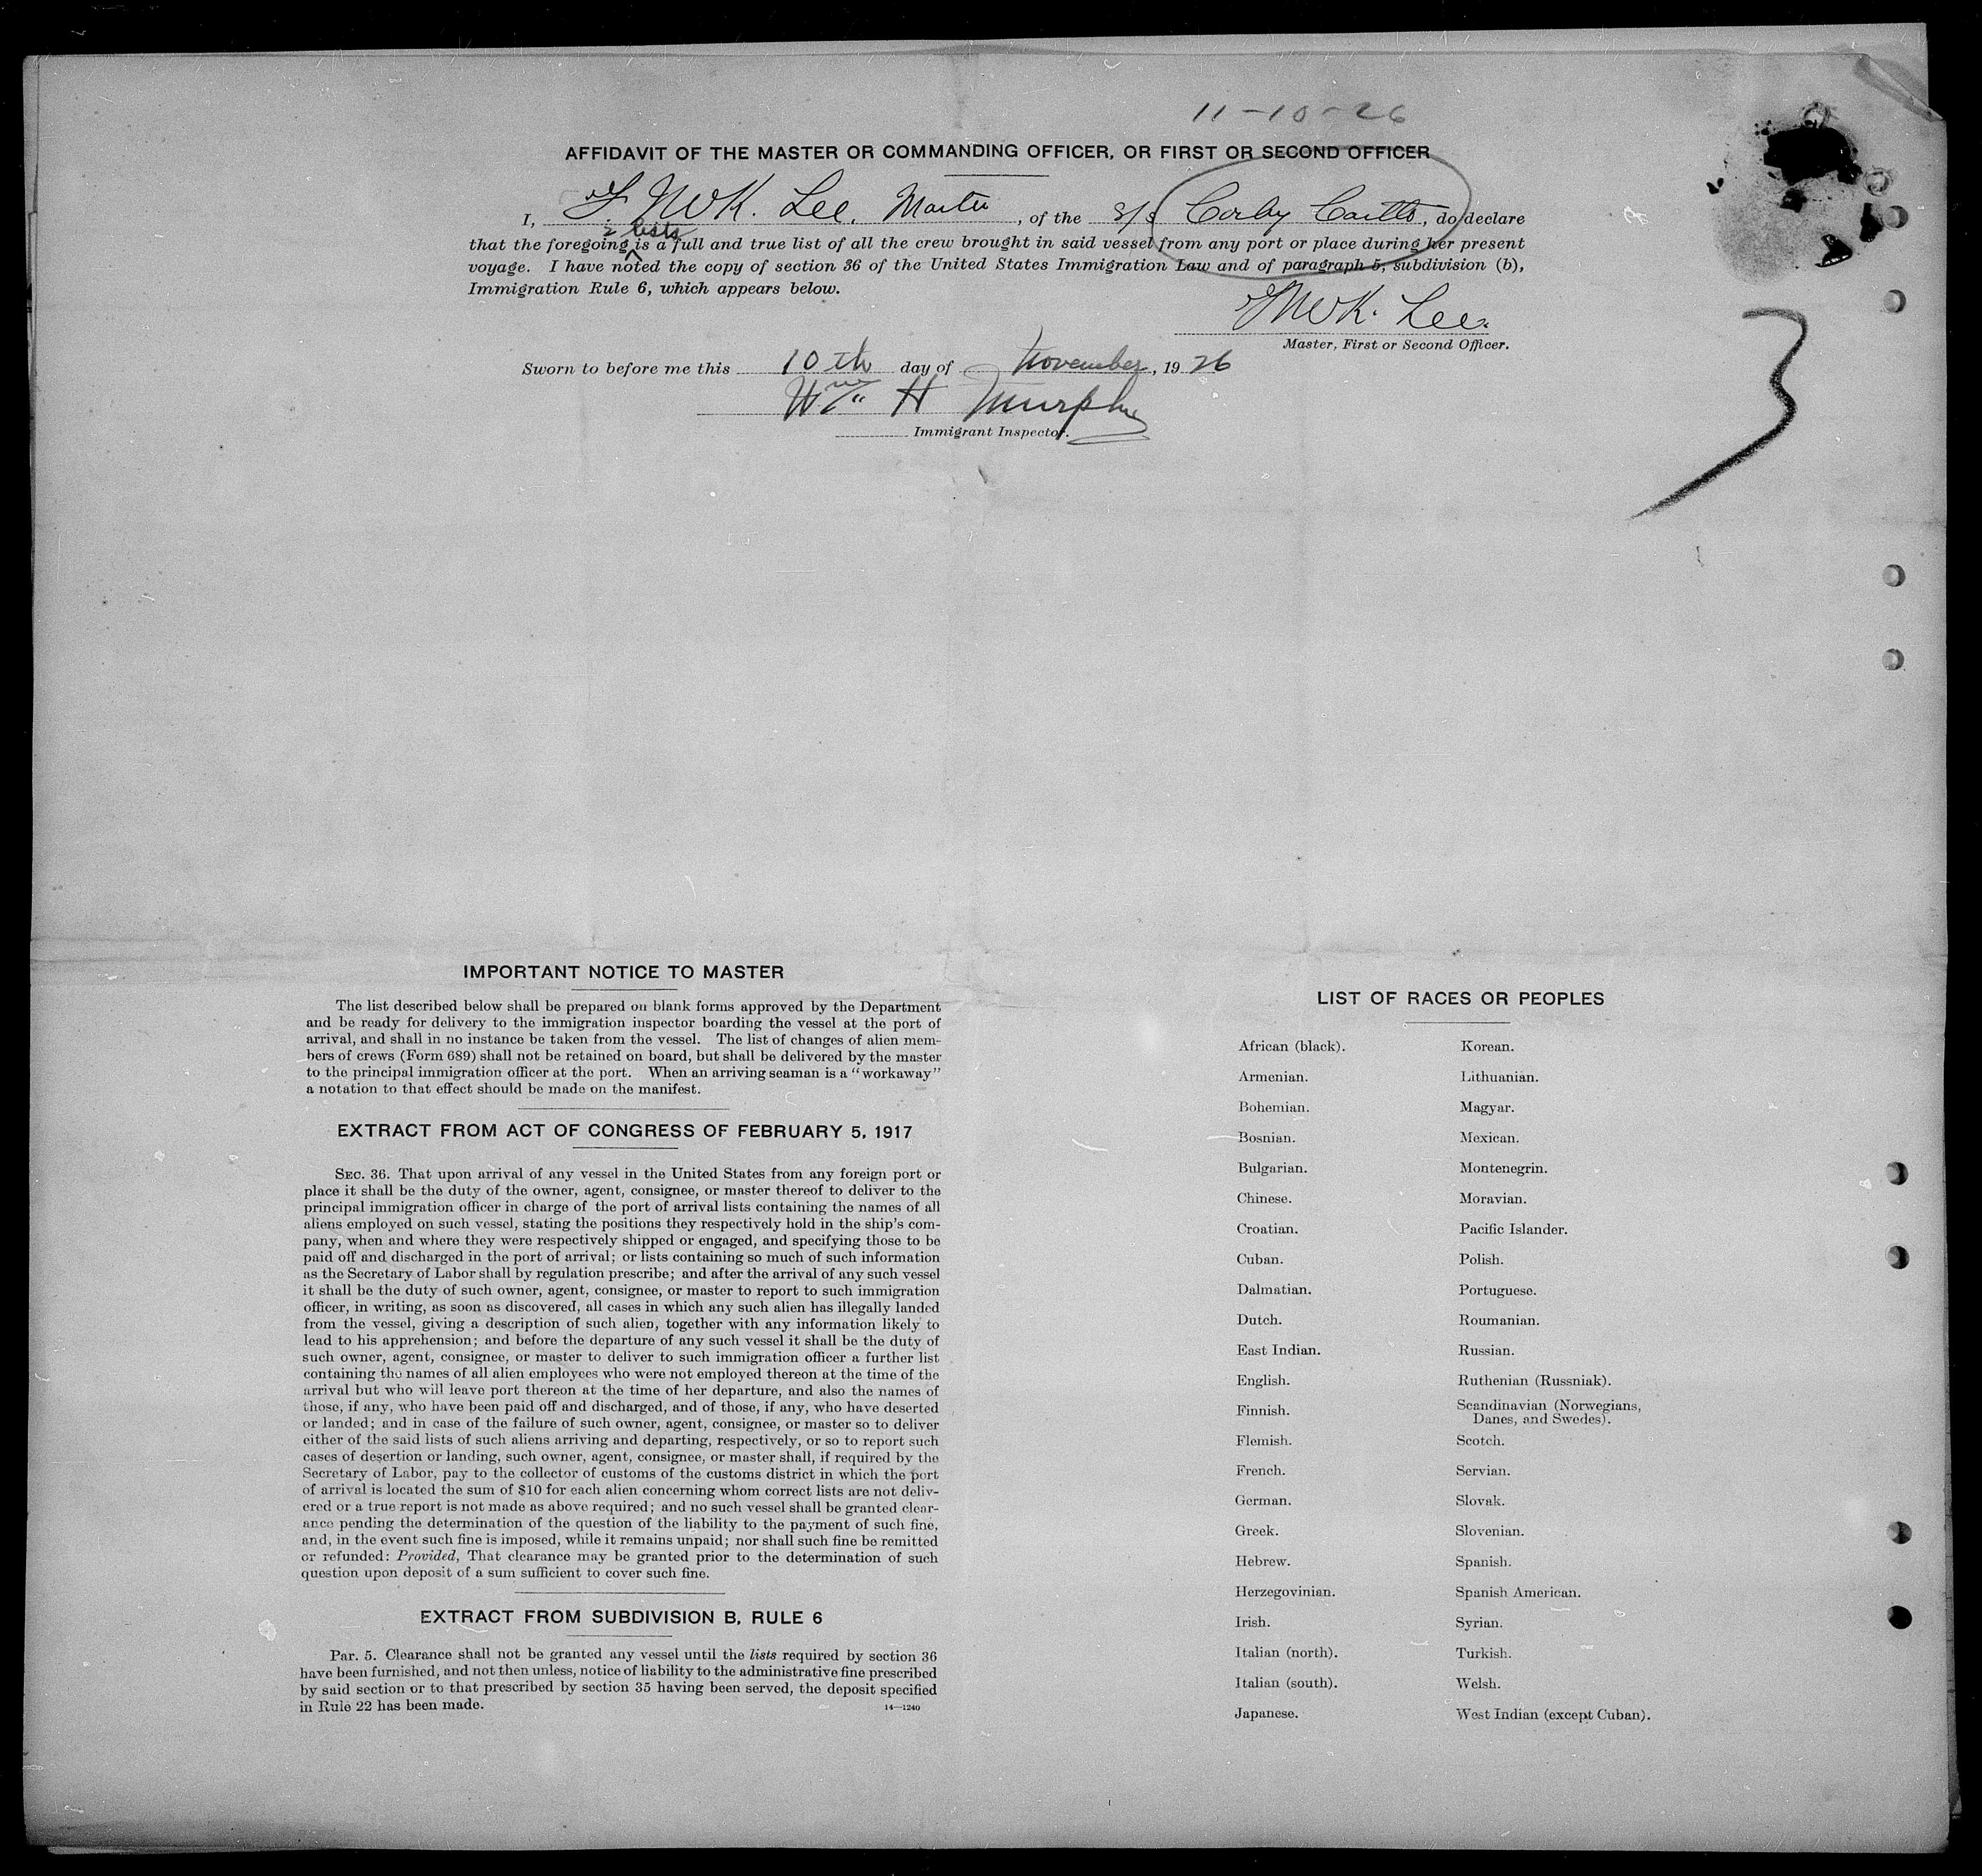 11-10-26
AFFIDAVIT OF THE MASTER OR COMMANDING OFFICER, OR FIRST OR SECOND OFFICER
I, Lee, Master, of the S/S Corby Castle, do declare
2 lists
that the foregoing is a full and true list of all the crew brought in said vessel from any port or place during her present
voyage. I have noted the copy of section 36 of the United States Immigration Law and of paragraph 5, subdivision (b),
Immigration Rule 6, which appears below.
Lee.
Master, First or Second Officer.
Sworn to before me this 10th day of November, 1926
Wm H Murphy
Immigrant Inspector.
3
IMPORTANT NOTICE TO MASTER
The list described below shall be prepared on blank forms approved by the Department
and be ready for delivery to the immigration inspector boarding the vessel at the port of
arrival, and shall in no instance be taken from the vessel. The list of changes of alien mem-
bers of crews (Form 689) shall not be retained on board, but shall be delivered by the master
to the principal immigration officer at the port. When an arriving seaman is a "workaway"
a notation to that effect should be made on the manifest.
EXTRACT FROM ACT OF CONGRESS OF FEBRUARY 5, 1917
SEC. 36. That upon arrival of any vessel in the United States from any foreign port or
place it shall be the duty of the owner, agent, consignee, or master thereof to deliver to the
principal immigration officer in charge of the port of arrival lists containing the names of all
aliens employed on such vessel, stating the positions they respectively hold in the ship's com-
pany, when and where they were respectively shipped or engaged, and specifying those to be
paid off and discharged in the port of arrival; or lists containing so much of such information
as the Secretary of Labor shall by regulation prescribe; and after the arrival of any such vessel
it shall be the duty of such owner, agent, consignee, or master to report to such immigration
officer, in writing, as soon as discovered, all cases in which any such alien has illegally landed
from the vessel, giving a description of such alien, together with any information likely to
lead to his apprehension; and before the departure of any such vessel it shall be the duty of
such owner, agent, consignee, or master to deliver to such immigration officer a further list
containing the names of all alien employees who were not employed thereon at the time of the
arrival but who will leave port thereon at the time of her departure, and also the names of
those, if any, who have been paid off and discharged, and of those, if any, who have deserted
or landed; and in case of the failure of such owner, agent, consignee, or master so to deliver
either of the said lists of such aliens arriving and departing, respectively, or so to report such
cases of desertion or landing, such owner, agent, consignee, or master shall, if required by the
Secretary of Labor, pay to the collector of customs of the customs district in which the port
of arrival is located the sum of $10 for each alien concerning whom correct lists are not deliv-
ered or a true report is not made as above required; and no such vessel shall be granted clear-
ance pending the determination of the question of the liability to the payment of such fine,
and, in the event such fine is imposed, while it remains unpaid; nor shall such fine be remitted
or refunded: Provided, That clearance may be granted prior to the determination of such
question upon deposit of a sum sufficient to cover such fine.
EXTRACT FROM SUBDIVISION B, RULE 6
Par. 5. Clearance shall not be granted any vessel until the lists required by section 36
have been furnished, and not then unless, notice of liability to the administrative fine prescribed
by said section or to that prescribed by section 35 having been served, the deposit specified
in Rule 22 has been made.
14—1240
LIST OF RACES OR PEOPLES
African (black). Korean.
Armenian. Lithuanian.
Bohemian. Magyar.
Bosnian. Mexican.
Bulgarian. Montenegrin.
Chinese. Moravian.
Croatian. Pacific Islander.
Cuban. Polish.
Dalmatian. Portuguese.
Dutch. Roumanian.
East Indian. Russian.
English. Ruthenian (Russniak).
Finnish. Scandinavian (Norwegians,
Danes, and Swedes).
Flemish. Scotch.
French. Servian.
German. Slovak.
Greek. Slovenian.
Hebrew. Spanish.
Herzegovinian. Spanish American.
Irish. Syrian.
Italian (north). Turkish.
Italian (south). Welsh.
Japanese. West Indian (except Cuban).